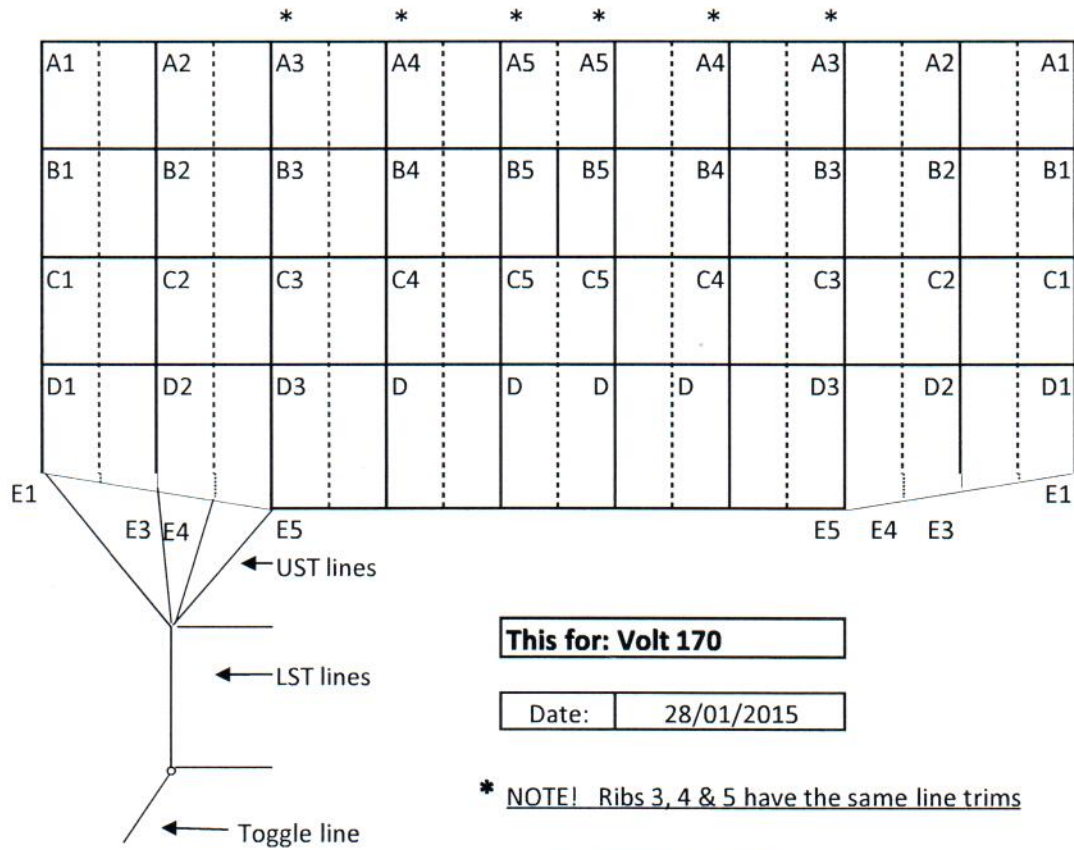 * * * * * *
A1 A2 A3 A4 A5 A5 A4 A3 A2 A1
B1 B2 B3 B4 B5 B5 B4 B3 B2 B1
C1 C2 C3 C4 C5 C5 C4 C3 C2 C1
D1 D2 D3 D D D D D3 D2 D1
E1 E1
E3 E4 E5 E5 E4 E3
UST lines
This for: Volt 170
LST lines
Date: 28/01/2015
* NOTE! Ribs 3, 4 & 5 have the same line trims
Toggle line